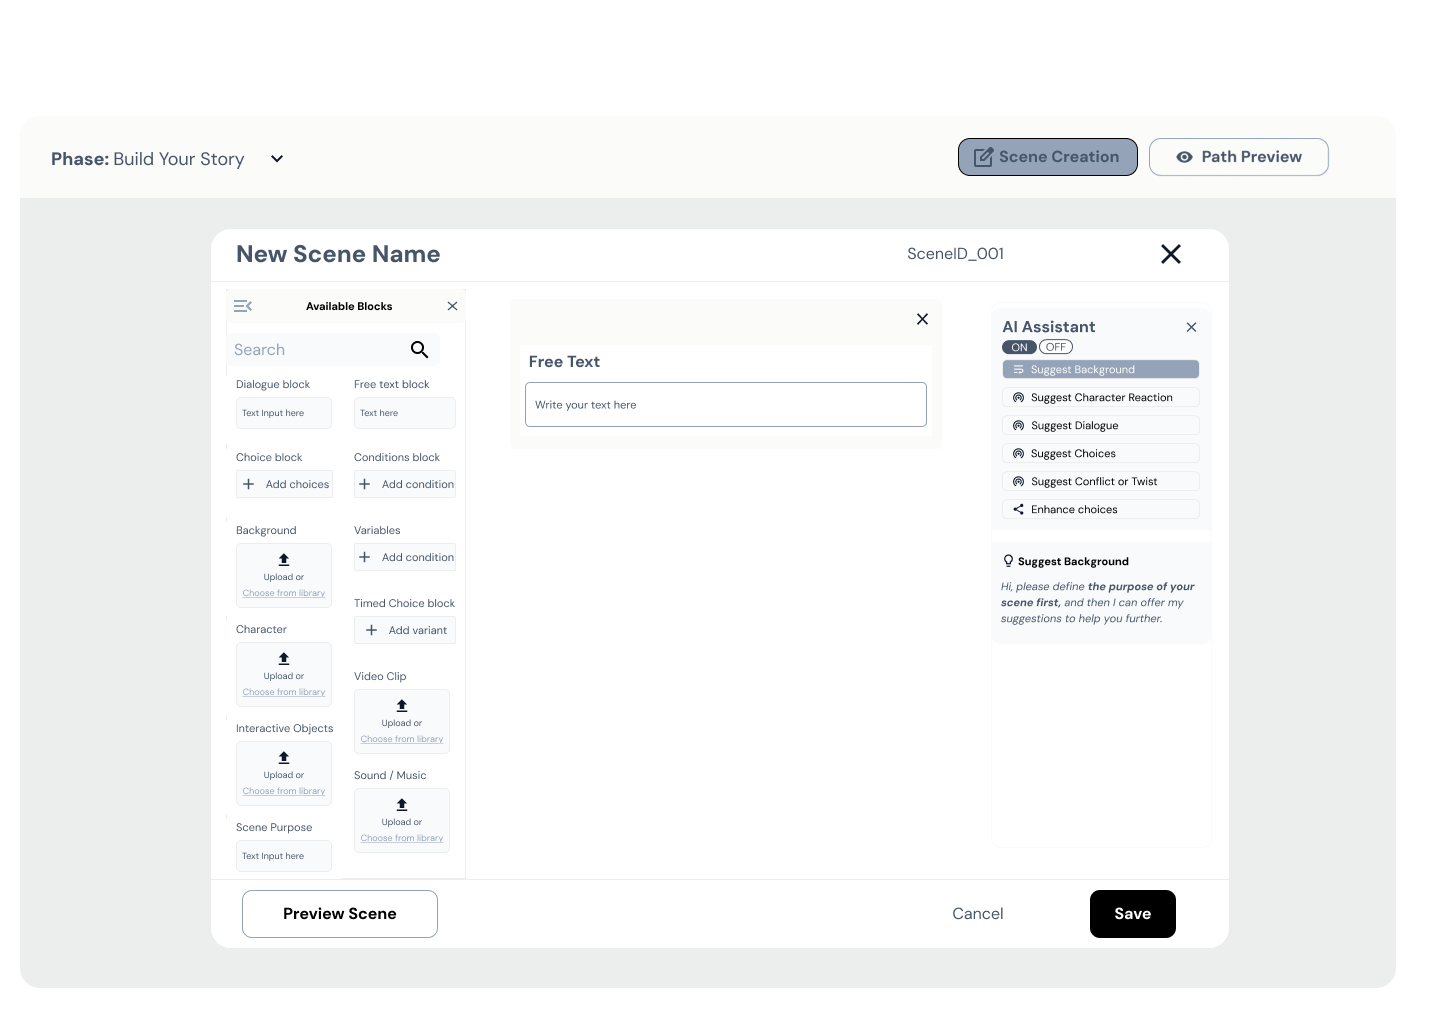 Phase: Build Your Story
Scene Creation
Path Preview
New Scene Name
SceneID_001
Available Blocks
Search
Dialogue block
Text Input here
Free text block
Text here
Choice block
Add choices
Conditions block
Add condition
Background
Upload or
Choose from library
Variables
Add condition
Character
Upload or
Choose from library
Timed Choice block
Add variant
Interactive Objects
Upload or
Choose from library
Video Clip
Upload or
Choose from library
Scene Purpose
Text Input here
Sound / Music
Upload or
Choose from library
Free Text
Write your text here
AI Assistant
ON
OFF
Suggest Background
Suggest Character Reaction
Suggest Dialogue
Suggest Choices
Suggest Conflict or Twist
Enhance choices
Suggest Background
Hi, please define the purpose of your
scene first, and then I can offer my
suggestions to help you further.
Preview Scene
Cancel
Save